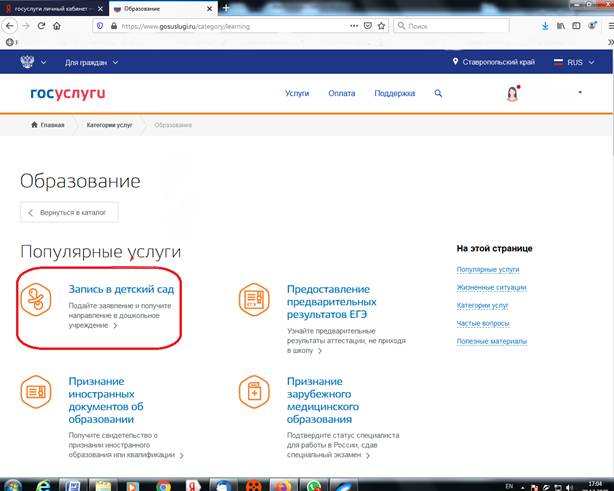 госуслуги личный кабинет —
Образование
https://www.gosuslugi.ru/category/learning
Поиск
Для граждан
Ставропольский край
RUS
госуслуги
Услуги
Оплата
Поддержка
Главная
Категории услуг
Образование
Образование
Вернуться в каталог
Популярные услуги
Запись в детский сад
Подайте заявление и получите
направление в дошкольное
учреждение
Предоставление
предварительных
результатов ЕГЭ
Узнайте предварительные
результаты аттестации, не приходя
в школу
Признание
иностранных
документов об
образовании
Получите свидетельство о
признании иностранного
образования или квалификации
Признание
зарубежного
медицинского
образования
Подтвердите статус специалиста
для работы в России, сдав
специальный экзамен
На этой странице
Популярные услуги
Жизненные ситуации
Категории услуг
Частые вопросы
Полезные материалы
EN
17:04